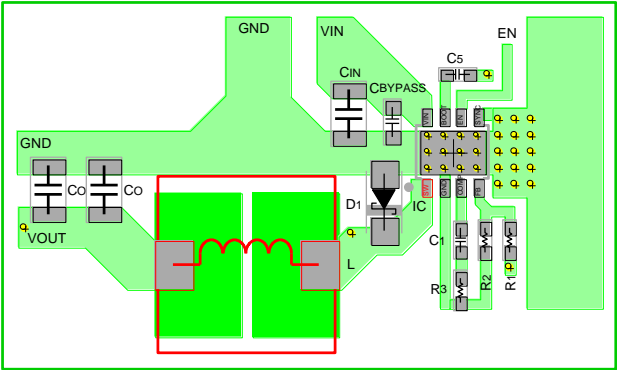 GND
VIN
EN
C5
CIN
CBYPASS
VIN
BOOT
EN
SYNC
GND
CO
CO
D1
SW
GND
COMP
FB
IC
VOUT
L
C1
R3
R2
R1